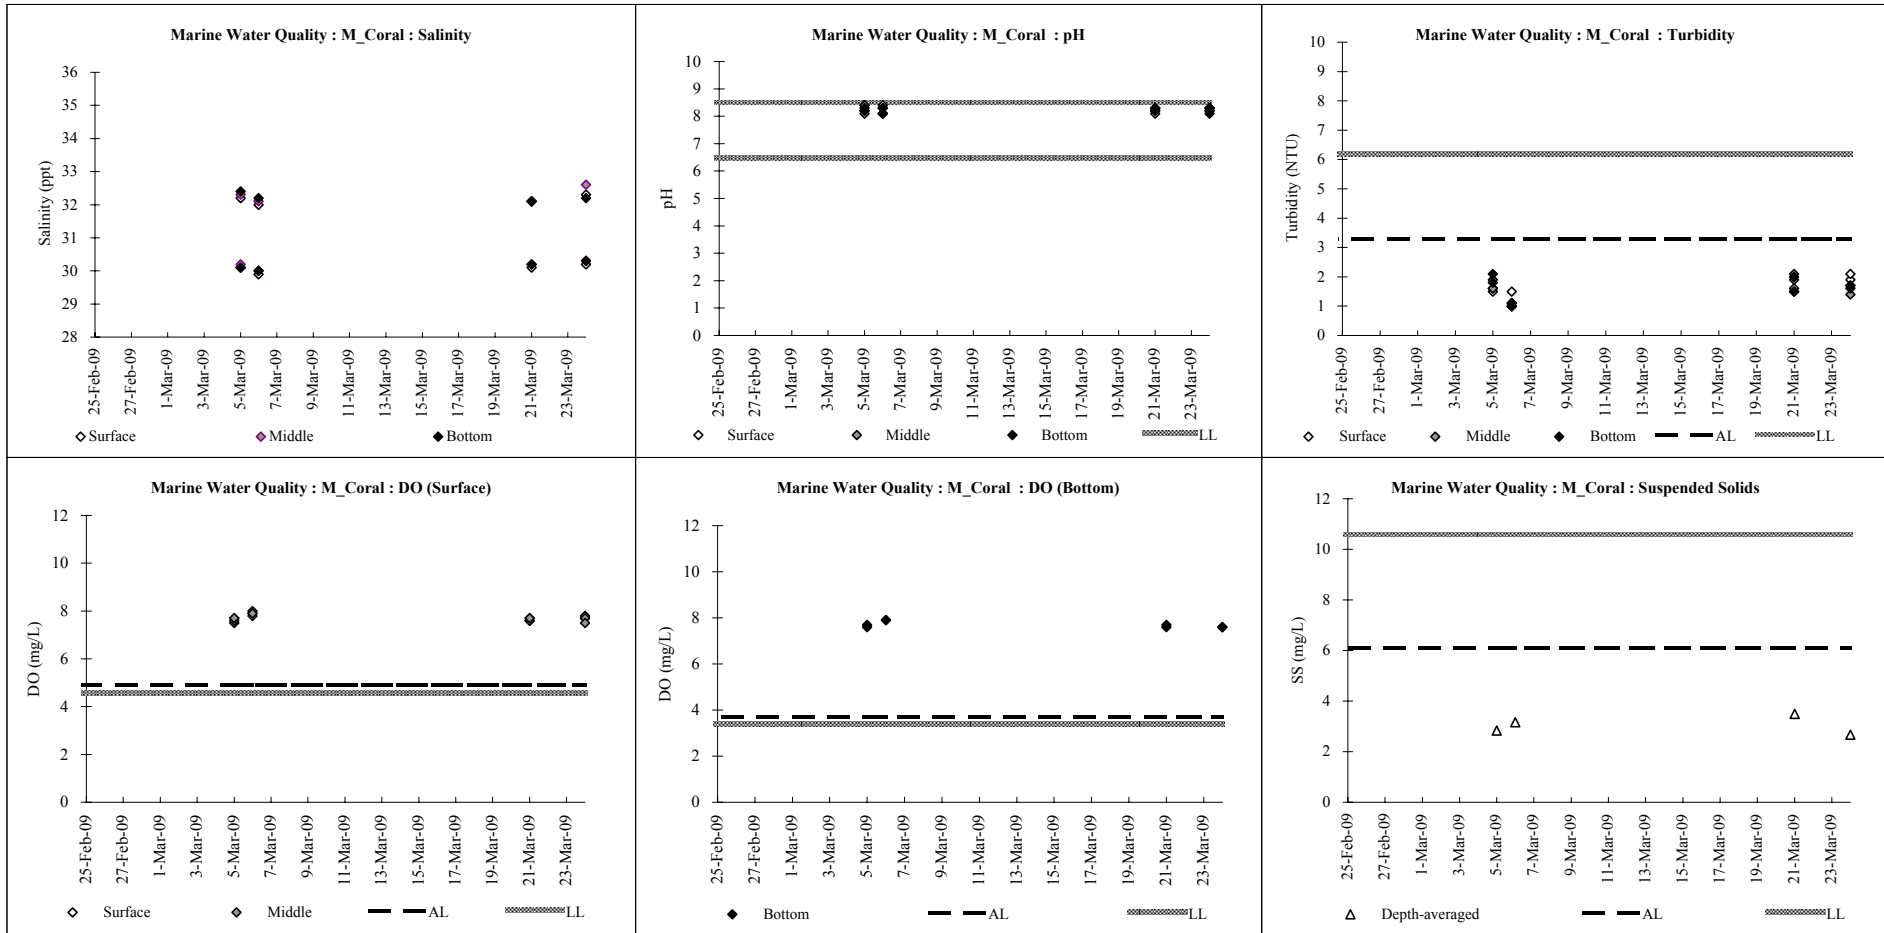 Marine Water Quality : M_Coral : Salinity
Salinity (ppt)
36
35
34
33
32
31
30
29
28
25-Feb-09
27-Feb-09
1-Mar-09
3-Mar-09
5-Mar-09
7-Mar-09
9-Mar-09
11-Mar-09
13-Mar-09
15-Mar-09
17-Mar-09
19-Mar-09
21-Mar-09
23-Mar-09
Surface Middle Bottom
Marine Water Quality : M_Coral : pH
pH
10
9
8
7
6
5
4
3
2
1
0
25-Feb-09
27-Feb-09
1-Mar-09
3-Mar-09
5-Mar-09
7-Mar-09
9-Mar-09
11-Mar-09
13-Mar-09
15-Mar-09
17-Mar-09
19-Mar-09
21-Mar-09
23-Mar-09
Surface Middle Bottom LL
Marine Water Quality : M_Coral : Turbidity
Turbidity (NTU)
10
9
8
7
6
5
4
3
2
1
0
25-Feb-09
27-Feb-09
1-Mar-09
3-Mar-09
5-Mar-09
7-Mar-09
9-Mar-09
11-Mar-09
13-Mar-09
15-Mar-09
17-Mar-09
19-Mar-09
21-Mar-09
23-Mar-09
Surface Middle Bottom AL LL
Marine Water Quality : M_Coral : DO (Surface)
DO (mg/L)
12
10
8
6
4
2
0
25-Feb-09
27-Feb-09
1-Mar-09
3-Mar-09
5-Mar-09
7-Mar-09
9-Mar-09
11-Mar-09
13-Mar-09
15-Mar-09
17-Mar-09
19-Mar-09
21-Mar-09
23-Mar-09
Surface Middle AL LL
Marine Water Quality : M_Coral : DO (Bottom)
DO (mg/L)
12
10
8
6
4
2
0
25-Feb-09
27-Feb-09
1-Mar-09
3-Mar-09
5-Mar-09
7-Mar-09
9-Mar-09
11-Mar-09
13-Mar-09
15-Mar-09
17-Mar-09
19-Mar-09
21-Mar-09
23-Mar-09
Bottom AL LL
Marine Water Quality : M_Coral : Suspended Solids
SS (mg/L)
12
10
8
6
4
2
0
25-Feb-09
27-Feb-09
1-Mar-09
3-Mar-09
5-Mar-09
7-Mar-09
9-Mar-09
11-Mar-09
13-Mar-09
15-Mar-09
17-Mar-09
19-Mar-09
21-Mar-09
23-Mar-09
Depth-averaged AL LL